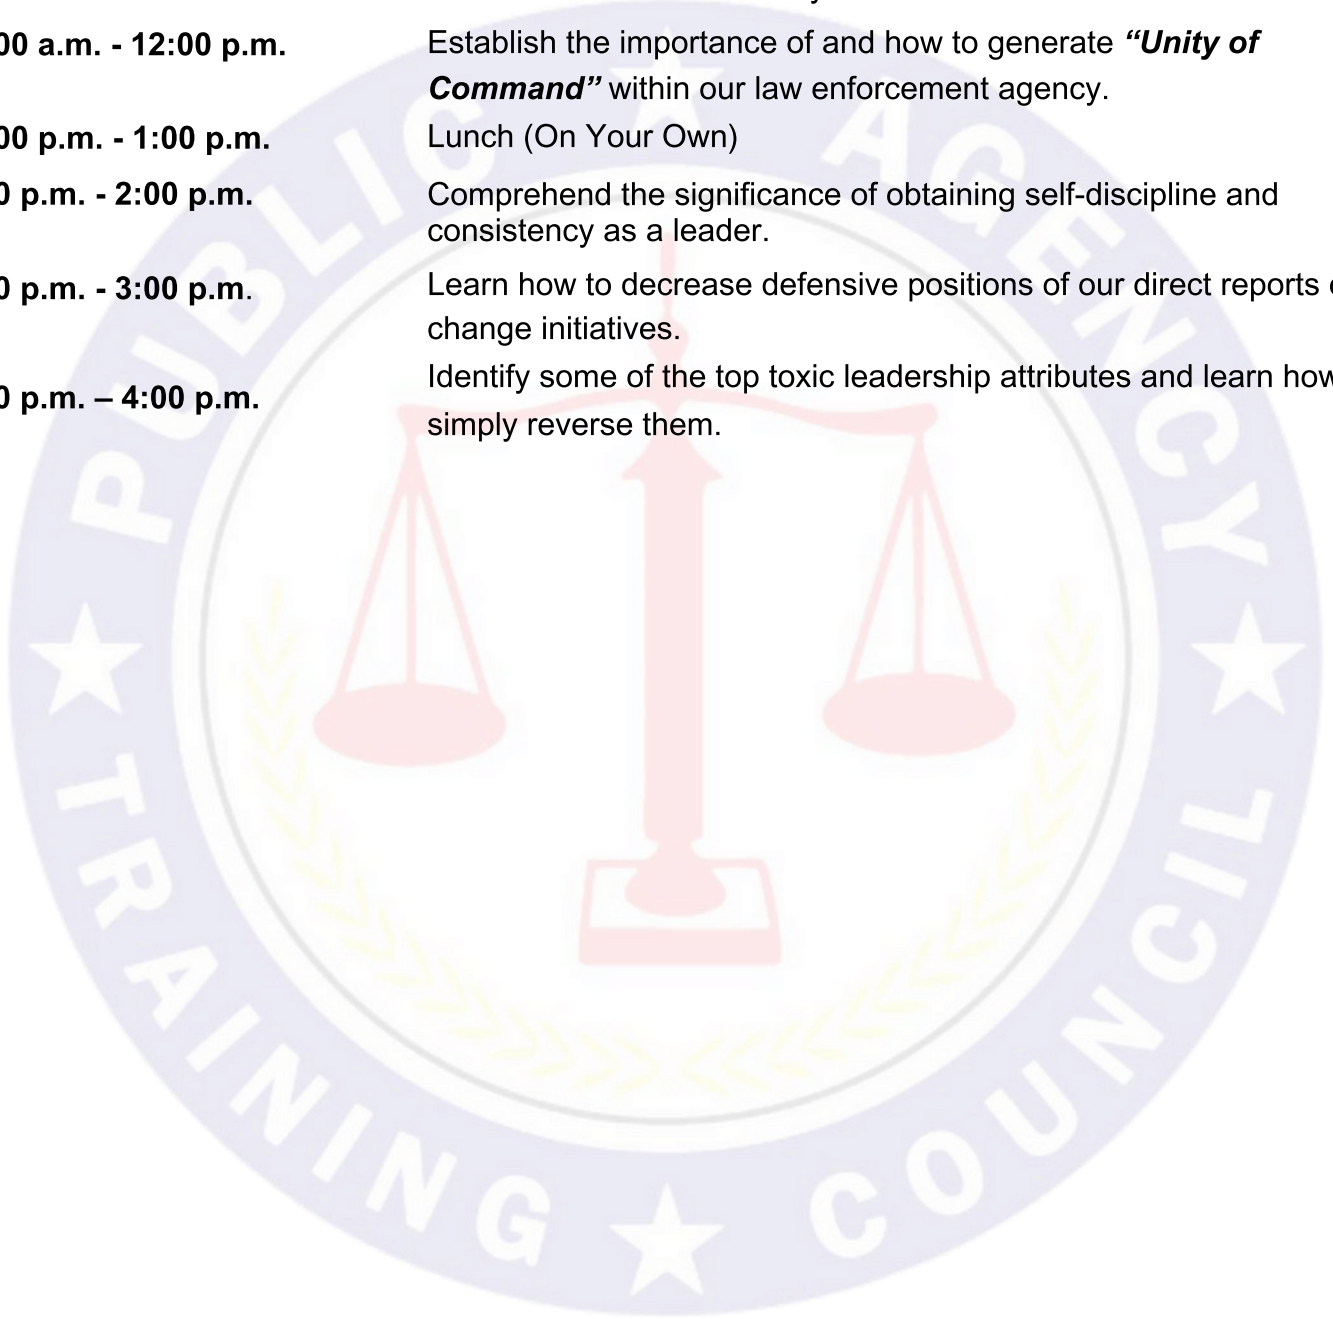 00 a.m. - 12:00 p.m. Establish the importance of and how to generate “Unity of
Command” within our law enforcement agency.
00 p.m. - 1:00 p.m. Lunch (On Your Own)
0 p.m. - 2:00 p.m. Comprehend the significance of obtaining self-discipline and
consistency as a leader.
0 p.m. - 3:00 p.m. Learn how to decrease defensive positions of our direct reports
change initiatives.
0 p.m. – 4:00 p.m. Identify some of the top toxic leadership attributes and learn how
simply reverse them.
PUBLIC AGENCY
TRAINING COUNCIL